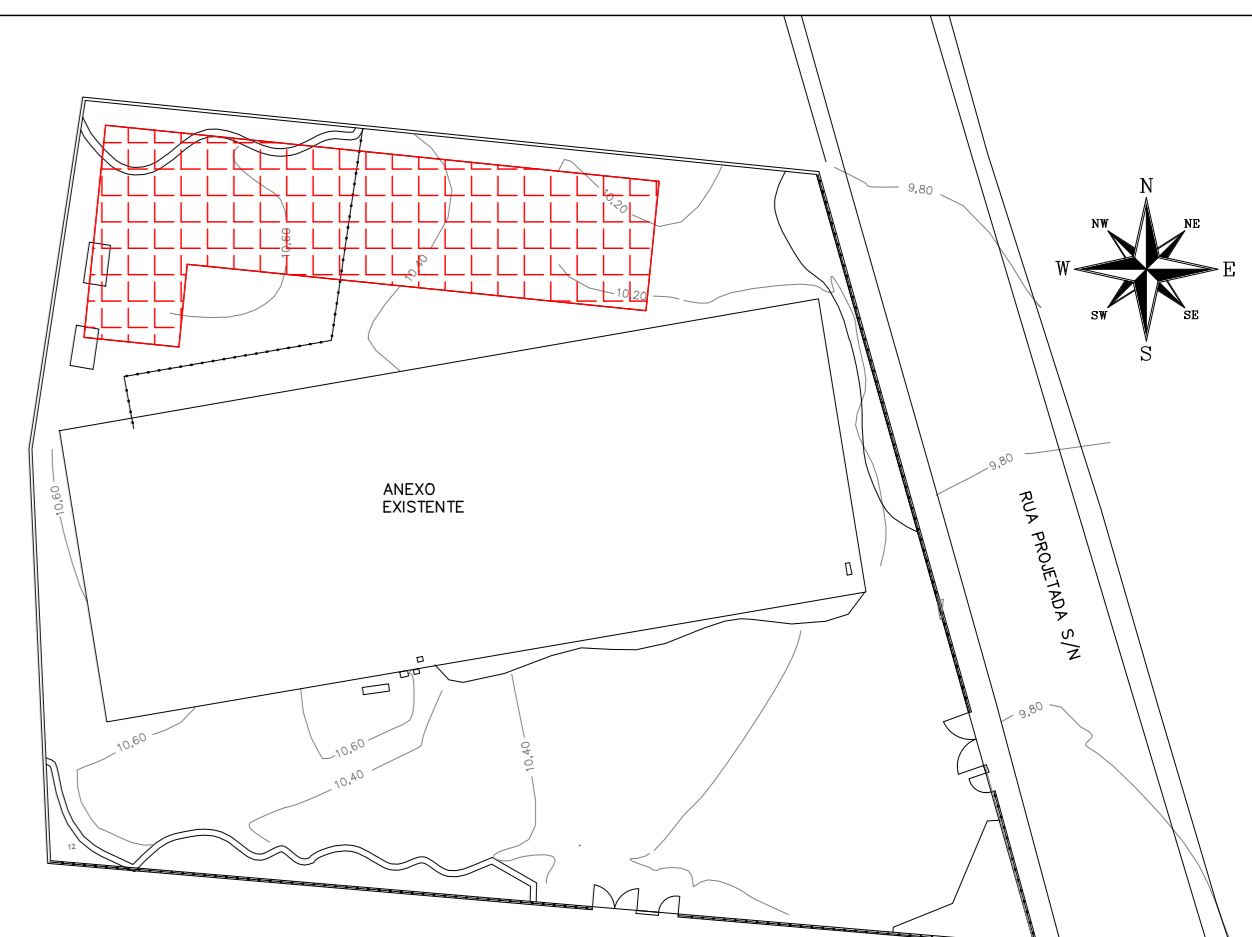 9,80
N
NW
NE
W
E
SW
SE
S
10,20
10,60
10,40
10,20
9,80
ANEXO
EXISTENTE
10,60
RUA PROJETADA S/N
9,80
10,60
10,60
10,40
10,40
12